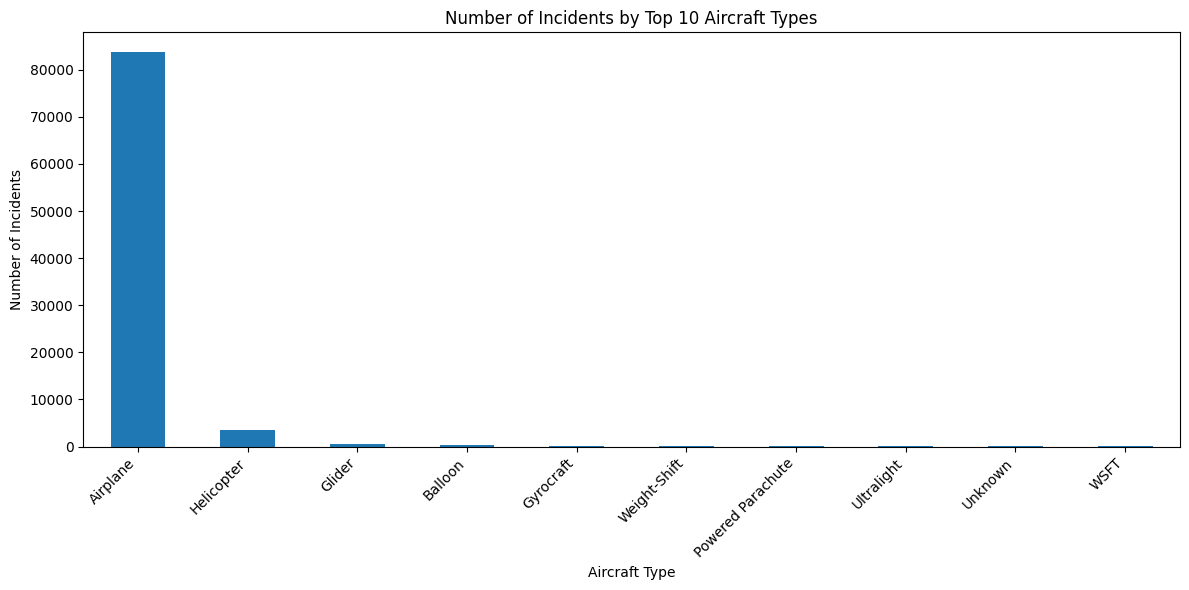 Number of Incidents by Top 10 Aircraft Types
Number of Incidents
80000
70000
60000
50000
40000
30000
20000
10000
0
Airplane
Helicopter
Glider
Balloon
Gyrocraft
Weight-Shift
Powered Parachute
Ultralight
Unknown
WSFT
Aircraft Type